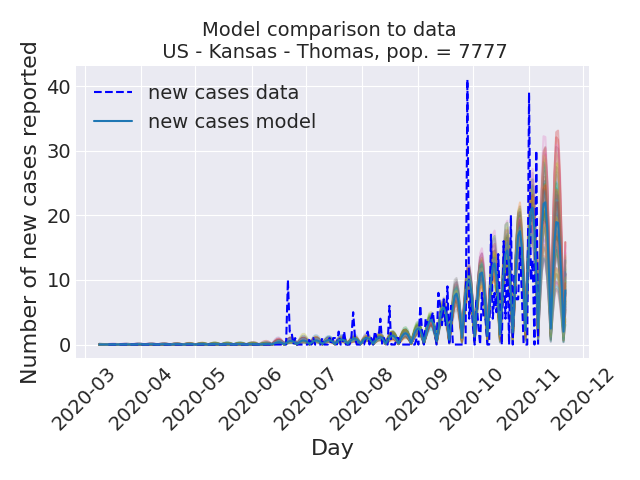 Model comparison to data
US - Kansas - Thomas, pop. = 7777
Number of new cases reported
40
30
20
10
0
new cases data
new cases model
2020-03
2020-04
2020-05
2020-06
2020-07
2020-08
2020-09
2020-10
2020-11
2020-12
Day